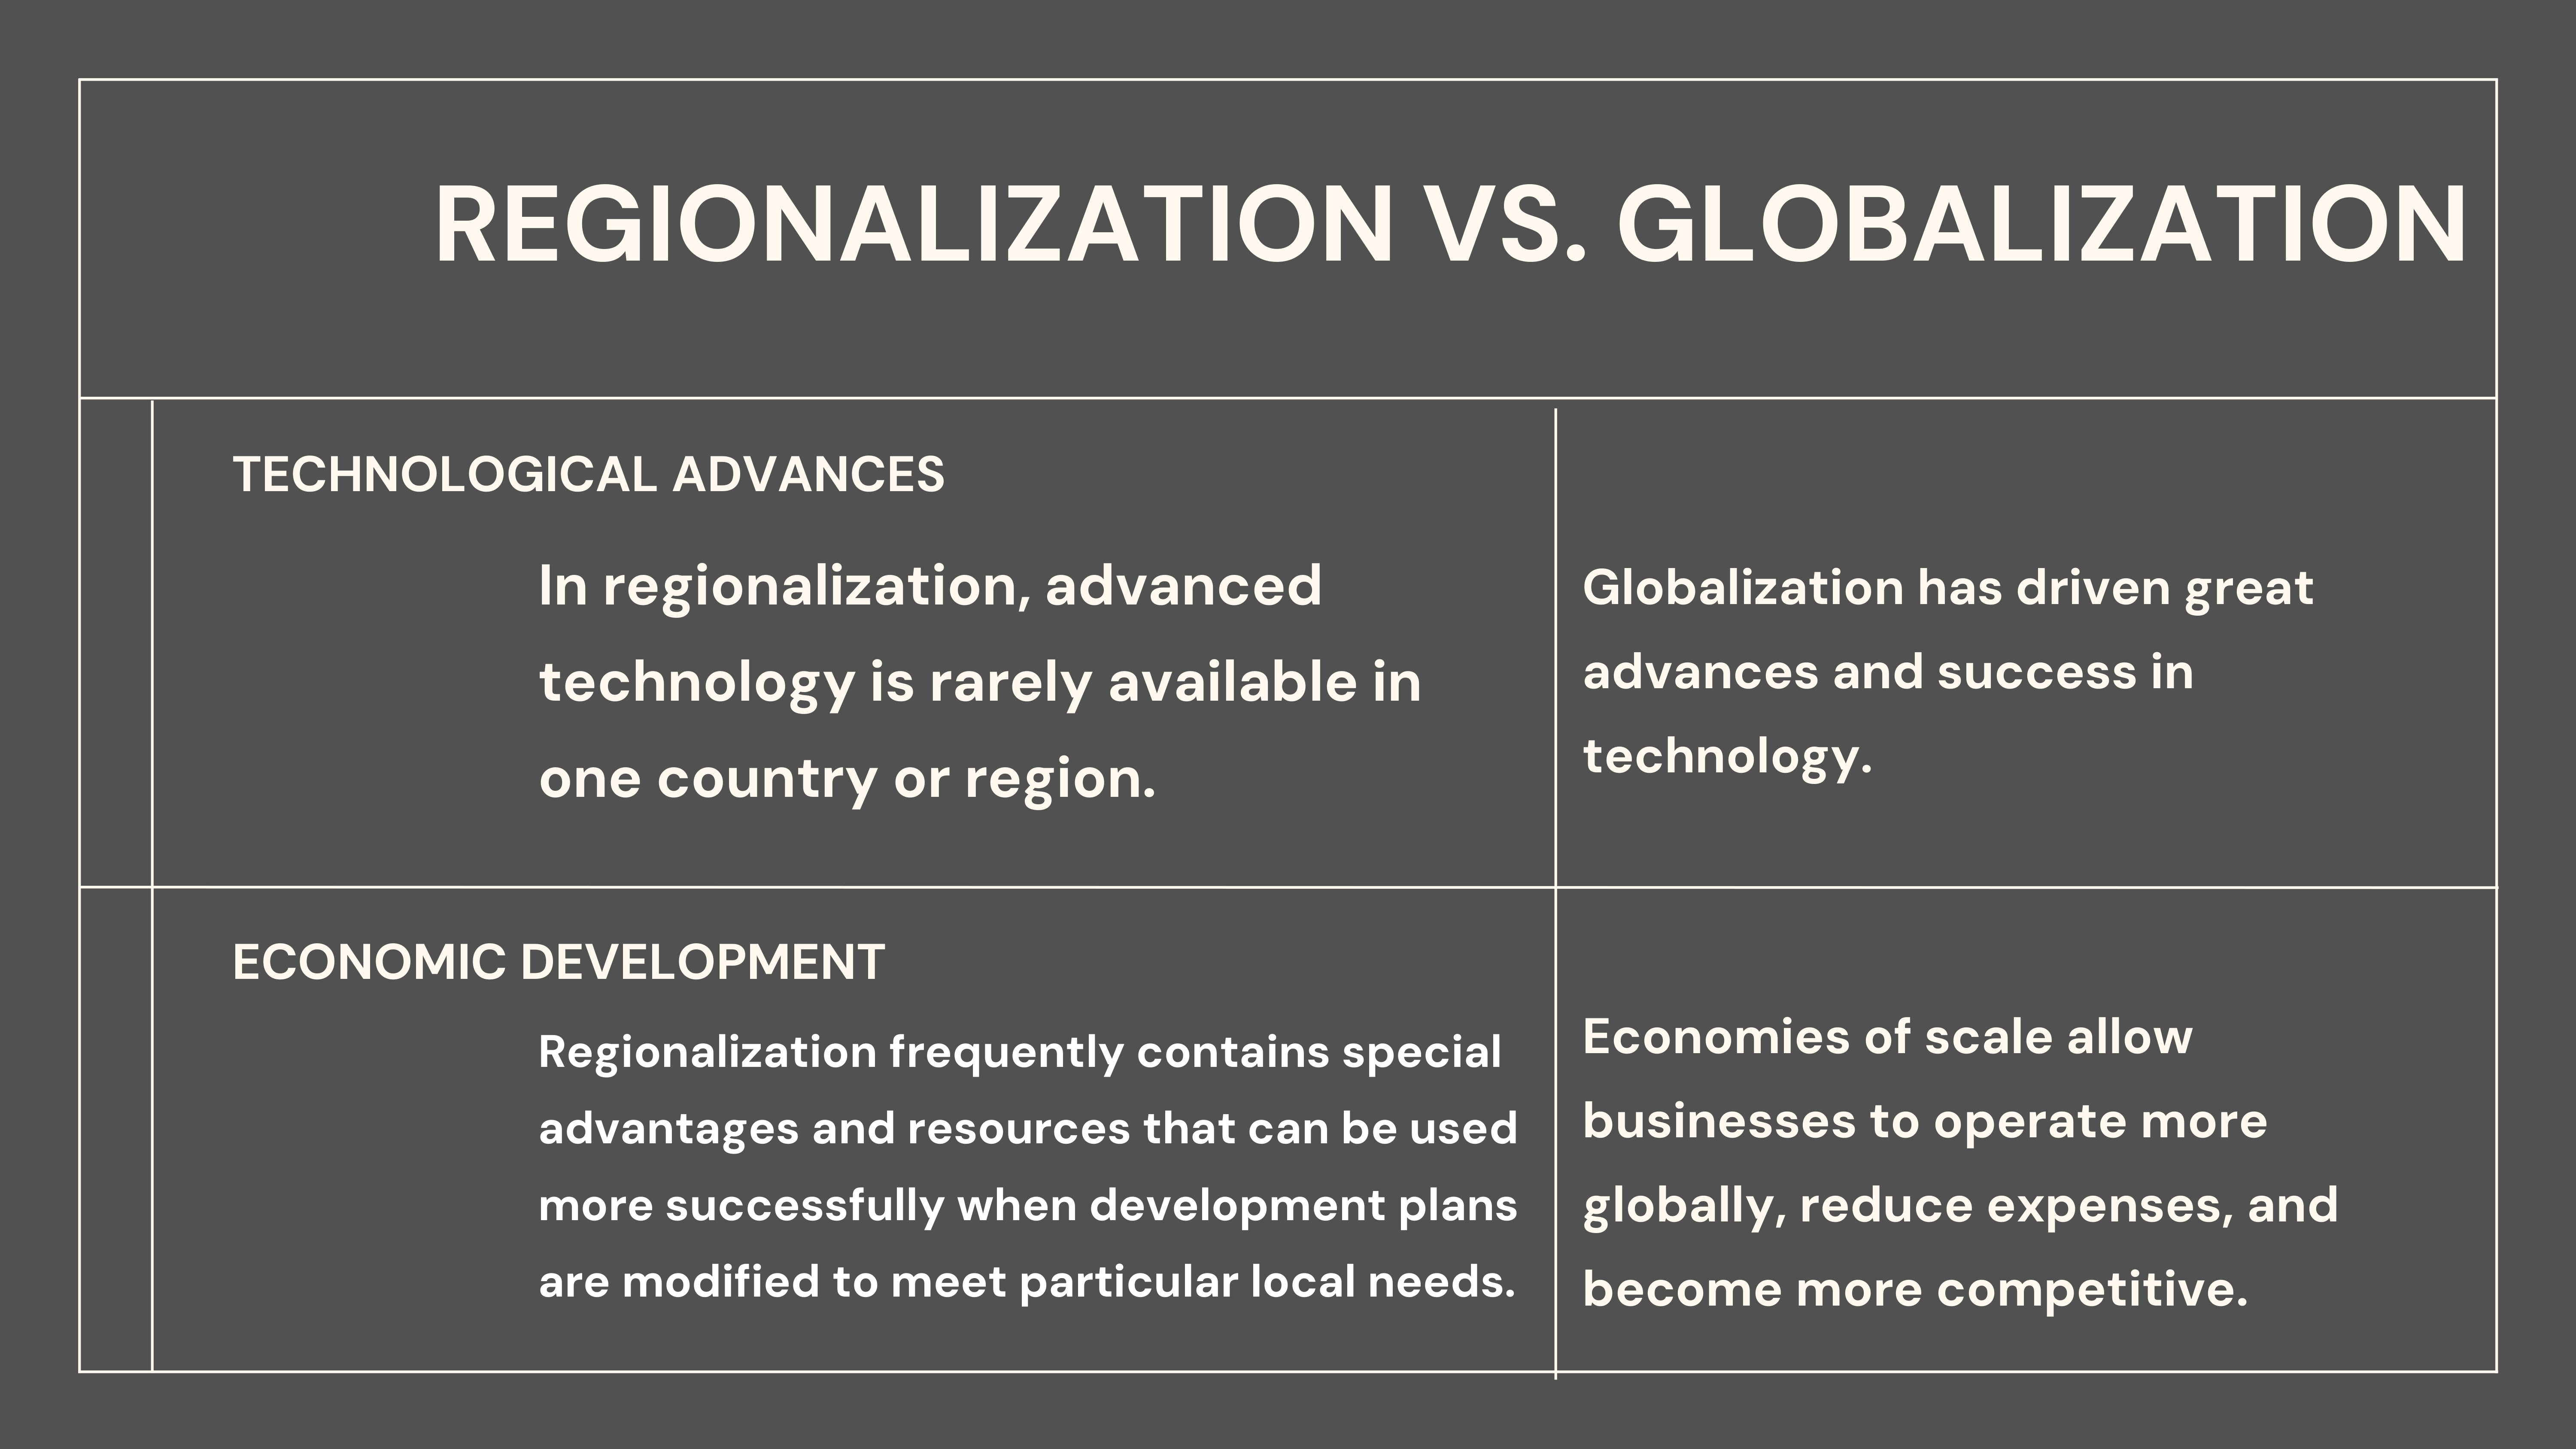 REGIONALIZATION VS. GLOBALIZATION
TECHNOLOGICAL ADVANCES
In regionalization, advanced
technology is rarely available in
one country or region.
Globalization has driven great
advances and success in
technology.
ECONOMIC DEVELOPMENT
Regionalization frequently contains special
advantages and resources that can be used
more successfully when development plans
are modified to meet particular local needs.
Economies of scale allow
businesses to operate more
globally, reduce expenses, and
become more competitive.